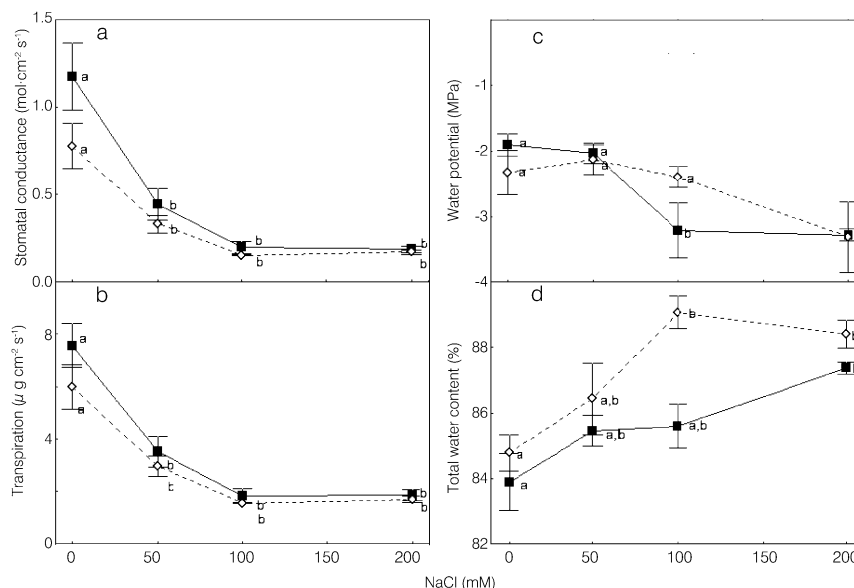 a
Stomatal conductance (mol·cm⁻² s⁻¹)
1.5
1.0
0.5
0.0
a
a
b
b
b
b
b
b
c
Water potential (MPa)
-1
-2
-3
-4
a
a
a
a
a
b
b
Transpiration (µ g cm⁻² s⁻¹)
8
4
0
a
a
b
b
b
b
b
b
0
50
100
150
200
d
Total water content (%)
88
86
84
82
a
a
a,b
a,b
b
a,b
b
0
50
100
150
200
NaCl (mM)